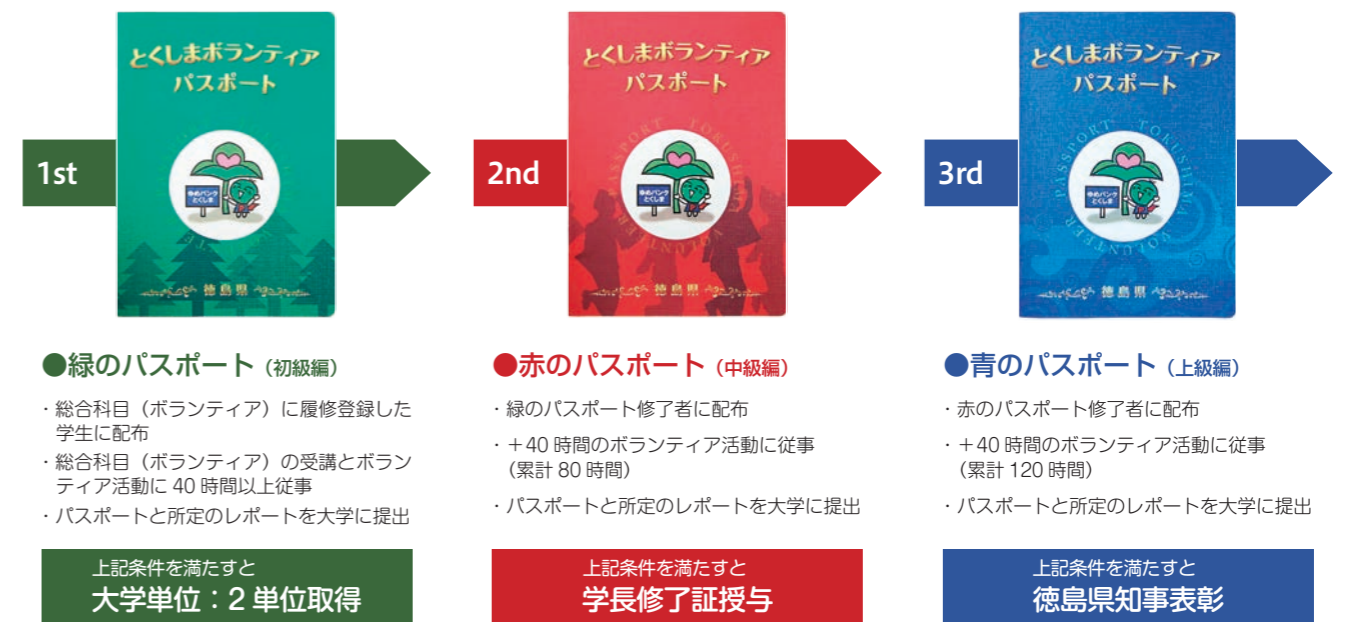 とくしまボランティア
パスポート
1st
ゆめバンク
とくしま
徳島県
●緑のパスポート（初級編）
・総合科目（ボランティア）に履修登録した
学生に配布
・総合科目（ボランティア）の受講とボラン
ティア活動に 40 時間以上従事
・パスポートと所定のレポートを大学に提出
上記条件を満たすと
大学単位：2 単位取得
とくしまボランティア
パスポート
2nd
PASSPORT TOKUSHIMA VOLUNTEER
ゆめバンク
とくしま
徳島県
●赤のパスポート（中級編）
・緑のパスポート修了者に配布
・＋40 時間のボランティア活動に従事
（累計 80 時間）
・パスポートと所定のレポートを大学に提出
上記条件を満たすと
学長修了証授与
とくしまボランティア
パスポート
3rd
PASSPORT TOKUSHIMA VOLUNTEER
ゆめバンク
とくしま
徳島県
●青のパスポート（上級編）
・赤のパスポート修了者に配布
・＋40 時間のボランティア活動に従事
（累計 120 時間）
・パスポートと所定のレポートを大学に提出
上記条件を満たすと
徳島県知事表彰